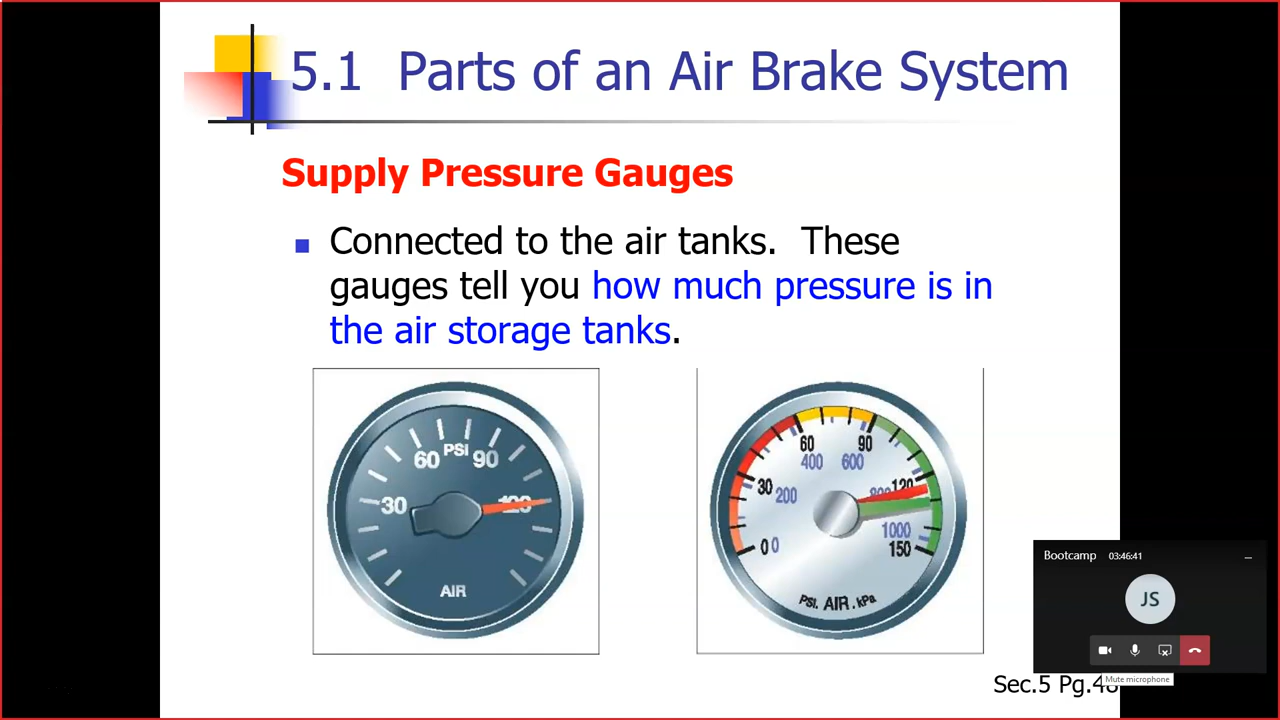 5.1 Parts of an Air Brake System
Supply Pressure Gauges
Connected to the air tanks. These
gauges tell you how much pressure is in
the air storage tanks.
PSI
60 90
30
AIR
60 90
400 600
30 200 120
1000
0 0 150
PSI. AIR. kPa
Bootcamp 03:46:41
JS
Mute microphone
Sec.5 Pg.